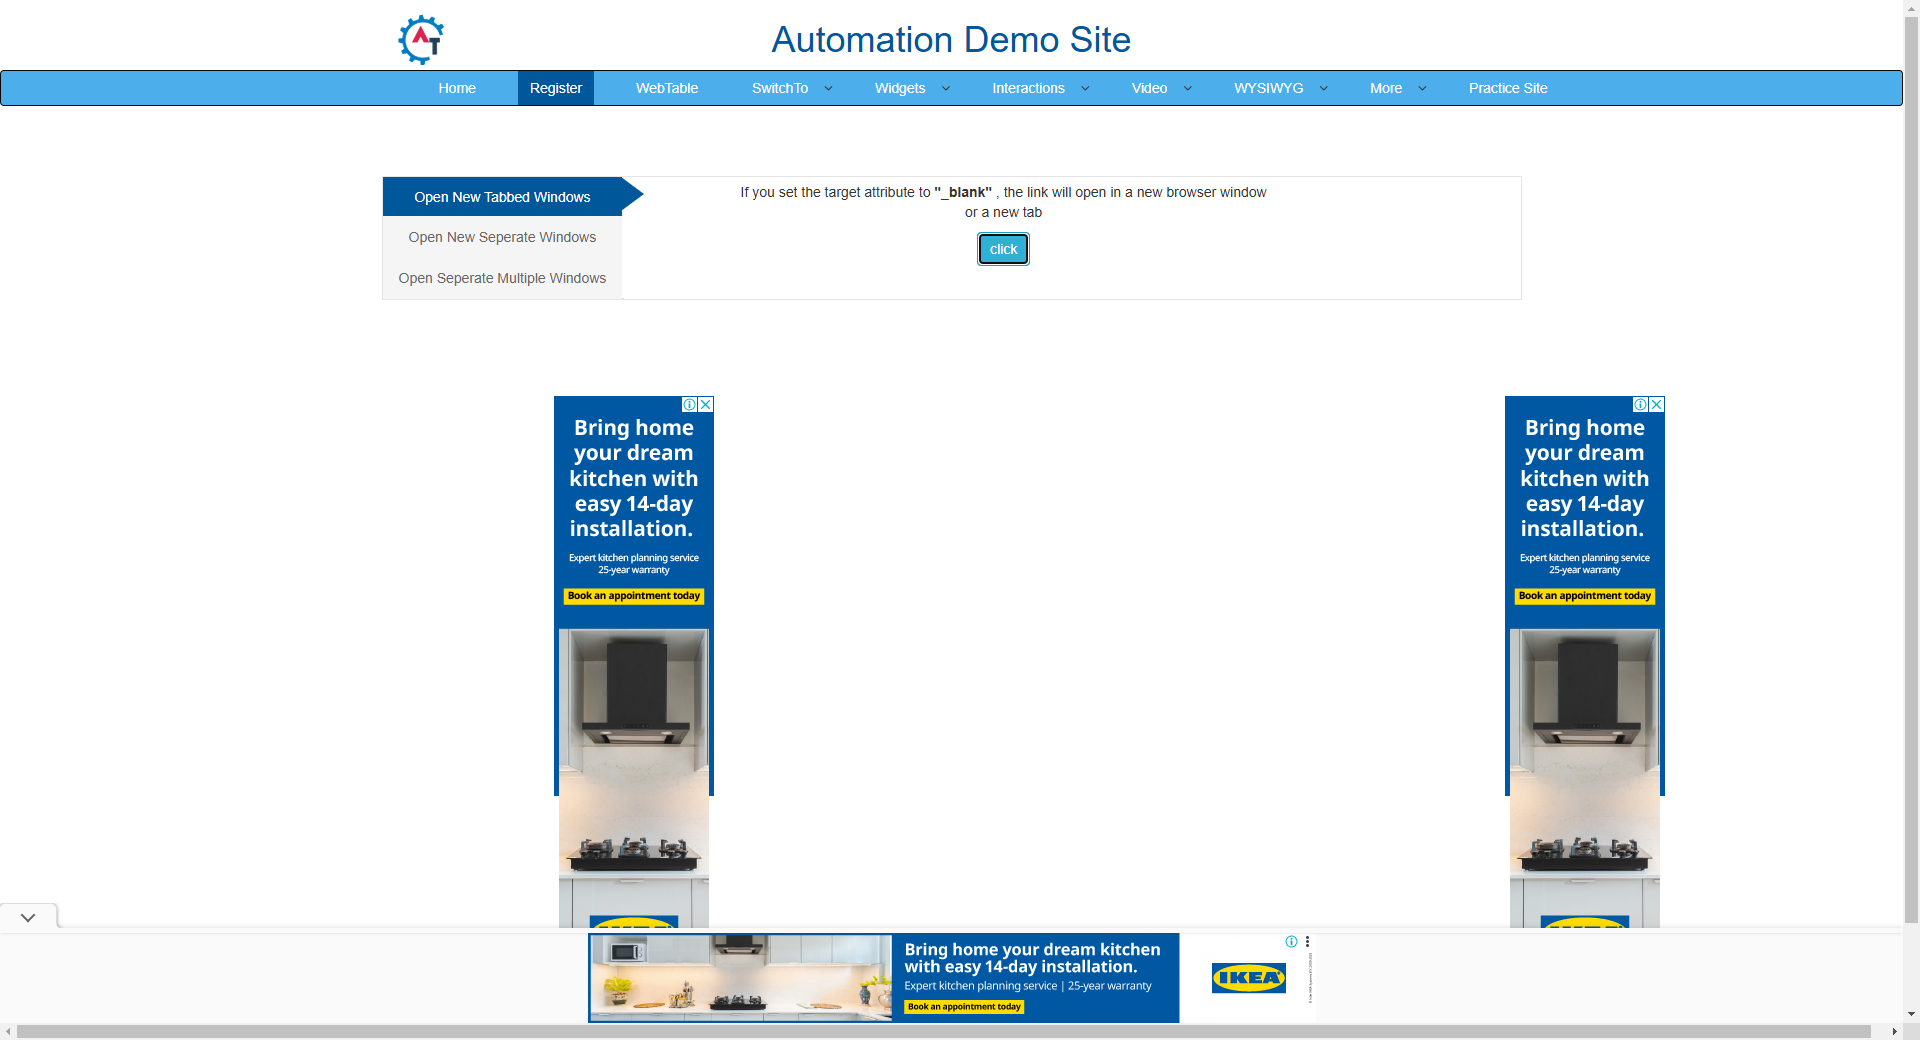 AT
Automation Demo Site
Home
Register
WebTable
SwitchTo
Widgets
Interactions
Video
WYSIWYG
More
Practice Site
Open New Tabbed Windows
Open New Seperate Windows
Open Seperate Multiple Windows
If you set the target attribute to "_blank" , the link will open in a new browser window
or a new tab
click
Bring home
your dream
kitchen with
easy 14-day
installation.
Expert kitchen planning service
25-year warranty
Book an appointment today
IKEA
Bring home
your dream
kitchen with
easy 14-day
installation.
Expert kitchen planning service
25-year warranty
Book an appointment today
IKEA
Bring home your dream kitchen
with easy 14-day installation.
Expert kitchen planning service | 25-year warranty
Book an appointment today
IKEA